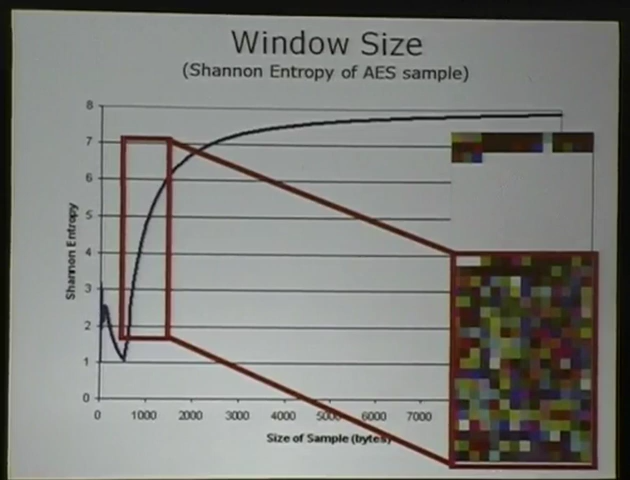 Window Size
(Shannon Entropy of AES sample)
8
7
6
5
4
3
2
1
0
Shannon Entropy
0 1000 2000 3000 4000 5000 6000 7000
Size of Sample (bytes)